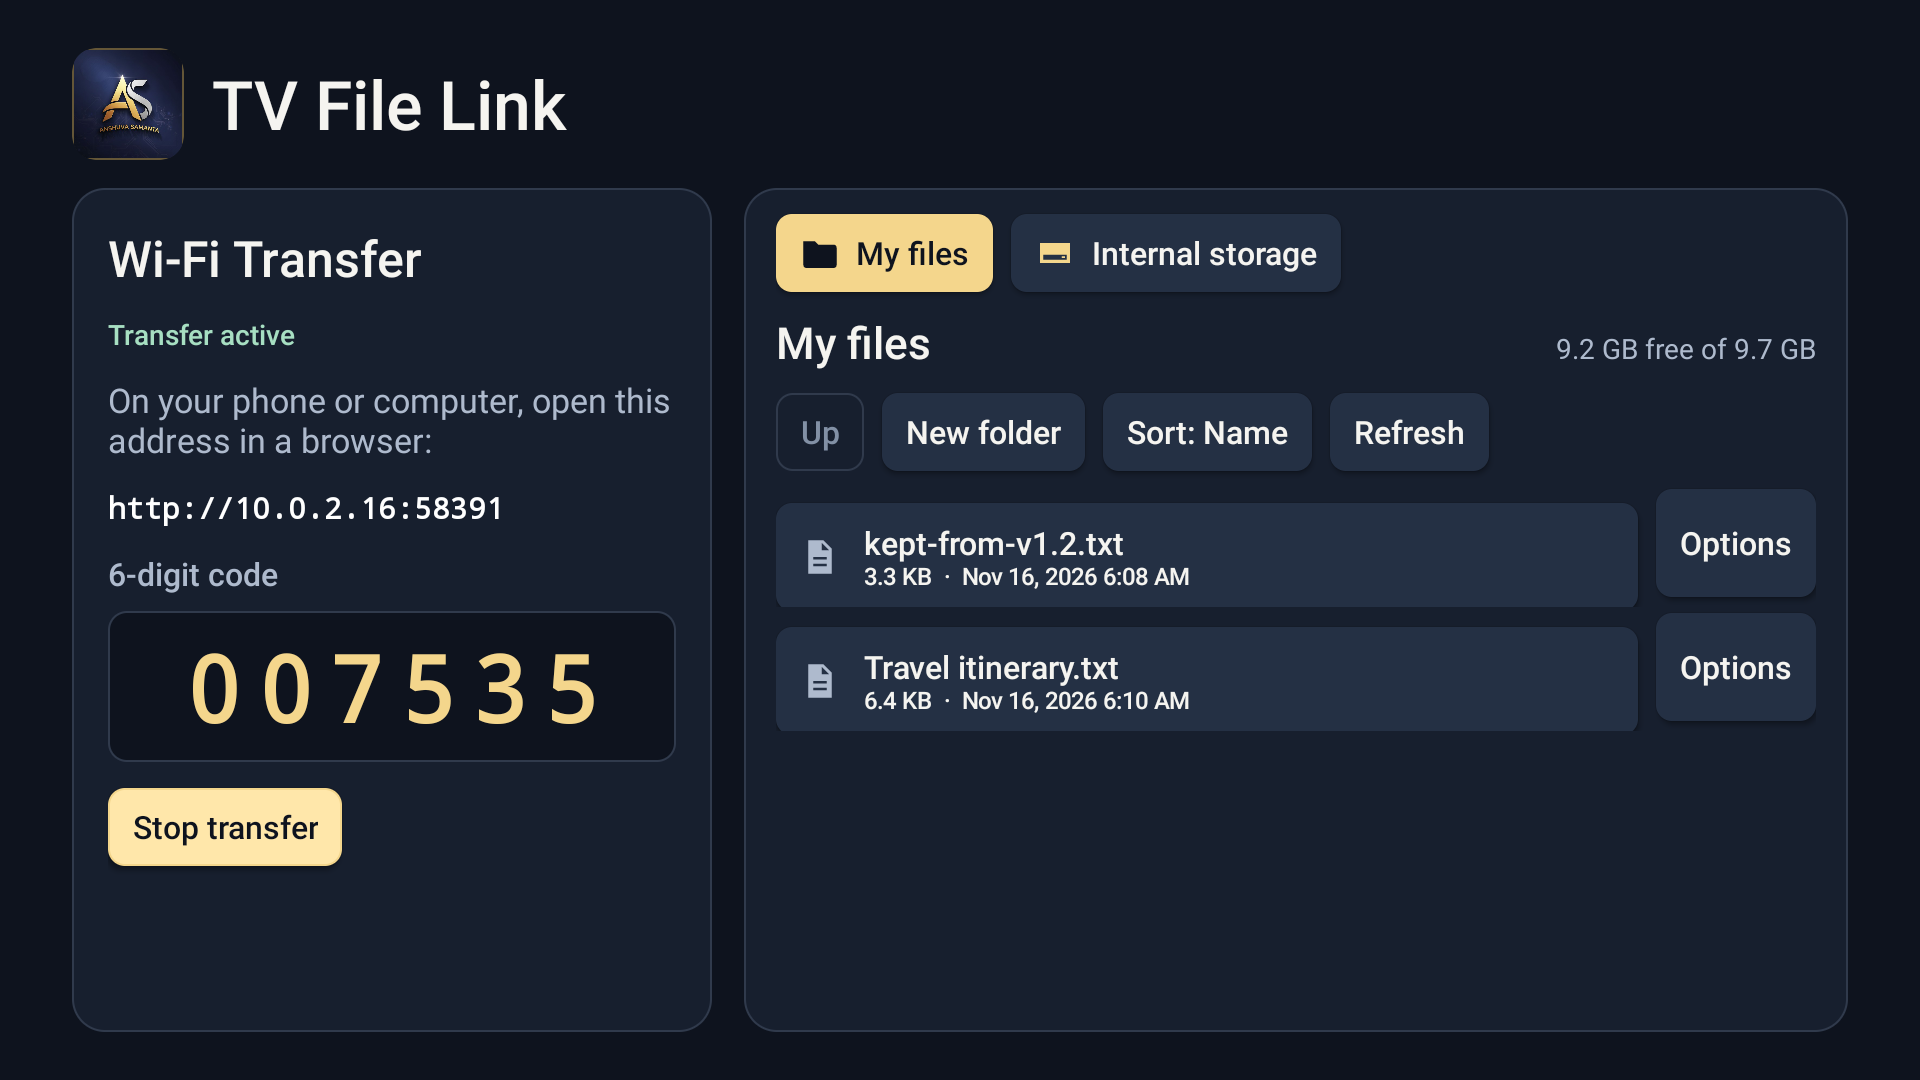 AS
ANSHUVA SAMANTA
TV File Link
Wi-Fi Transfer
Transfer active
On your phone or computer, open this
address in a browser:
http://10.0.2.16:58391
6-digit code
007535
Stop transfer
My files
Internal storage
My files
9.2 GB free of 9.7 GB
Up
New folder
Sort: Name
Refresh
kept-from-v1.2.txt
3.3 KB · Nov 16, 2026 6:08 AM
Options
Travel itinerary.txt
6.4 KB · Nov 16, 2026 6:10 AM
Options